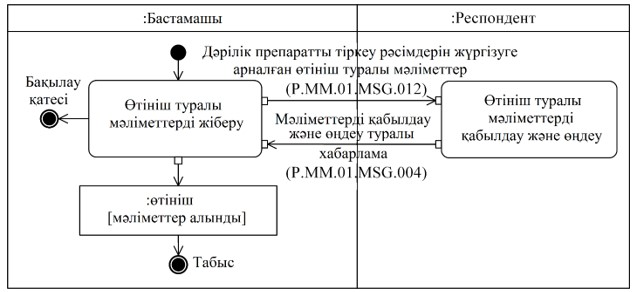 :Бастамашы
:Респондент
Дәрілік препаратты тіркеу рәсімдерін жүргізуге
арналған өтініш туралы мәліметтер
(P.MM.01.MSG.012)
Бақылау
қатесі
Өтініш туралы
мәліметтерді жіберу
Өтініш туралы
мәліметтерді
қабылдау және өңдеу
Мәліметтерді қабылдау
және өңдеу туралы
хабарлама
(P.MM.01.MSG.004)
:өтініш
[мәліметтер алынды]
Табыс